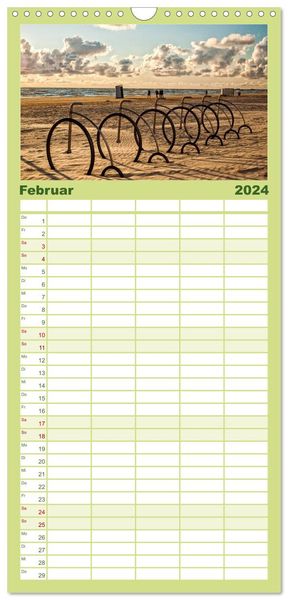 Februar 2024
Do 1
Fr 2
Sa 3
So 4
Mo 5
Di 6
Mi 7
Do 8
Fr 9
Sa 10
So 11
Mo 12
Di 13
Mi 14
Do 15
Fr 16
Sa 17
So 18
Mo 19
Di 20
Mi 21
Do 22
Fr 23
Sa 24
So 25
Mo 26
Di 27
Mi 28
Do 29